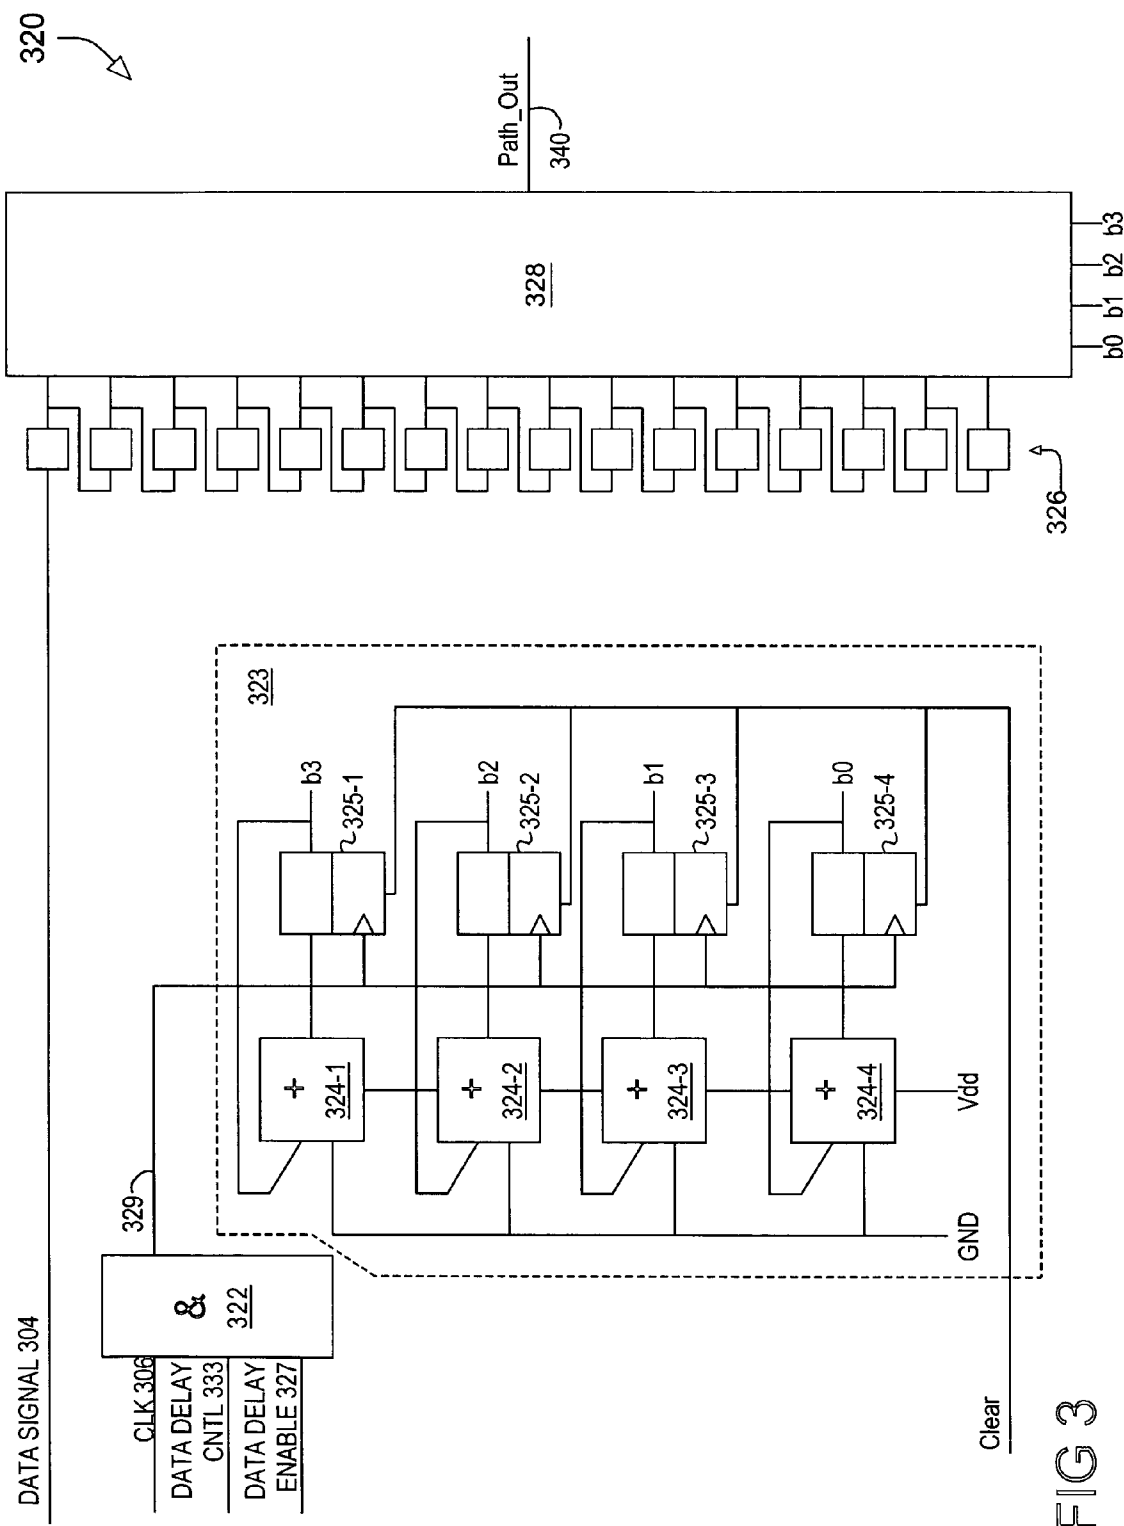 320
DATA SIGNAL 304
CLK 306
DATA DELAY
CNTL 333
DATA DELAY
ENABLE 327
&
322
329
323
+
324-1
b3
325-1
+
324-2
b2
325-2
+
324-3
b1
325-3
+
324-4
b0
325-4
GND
Vdd
Clear
326
328
b0
b1
b2
b3
Path_Out
340
FIG 3